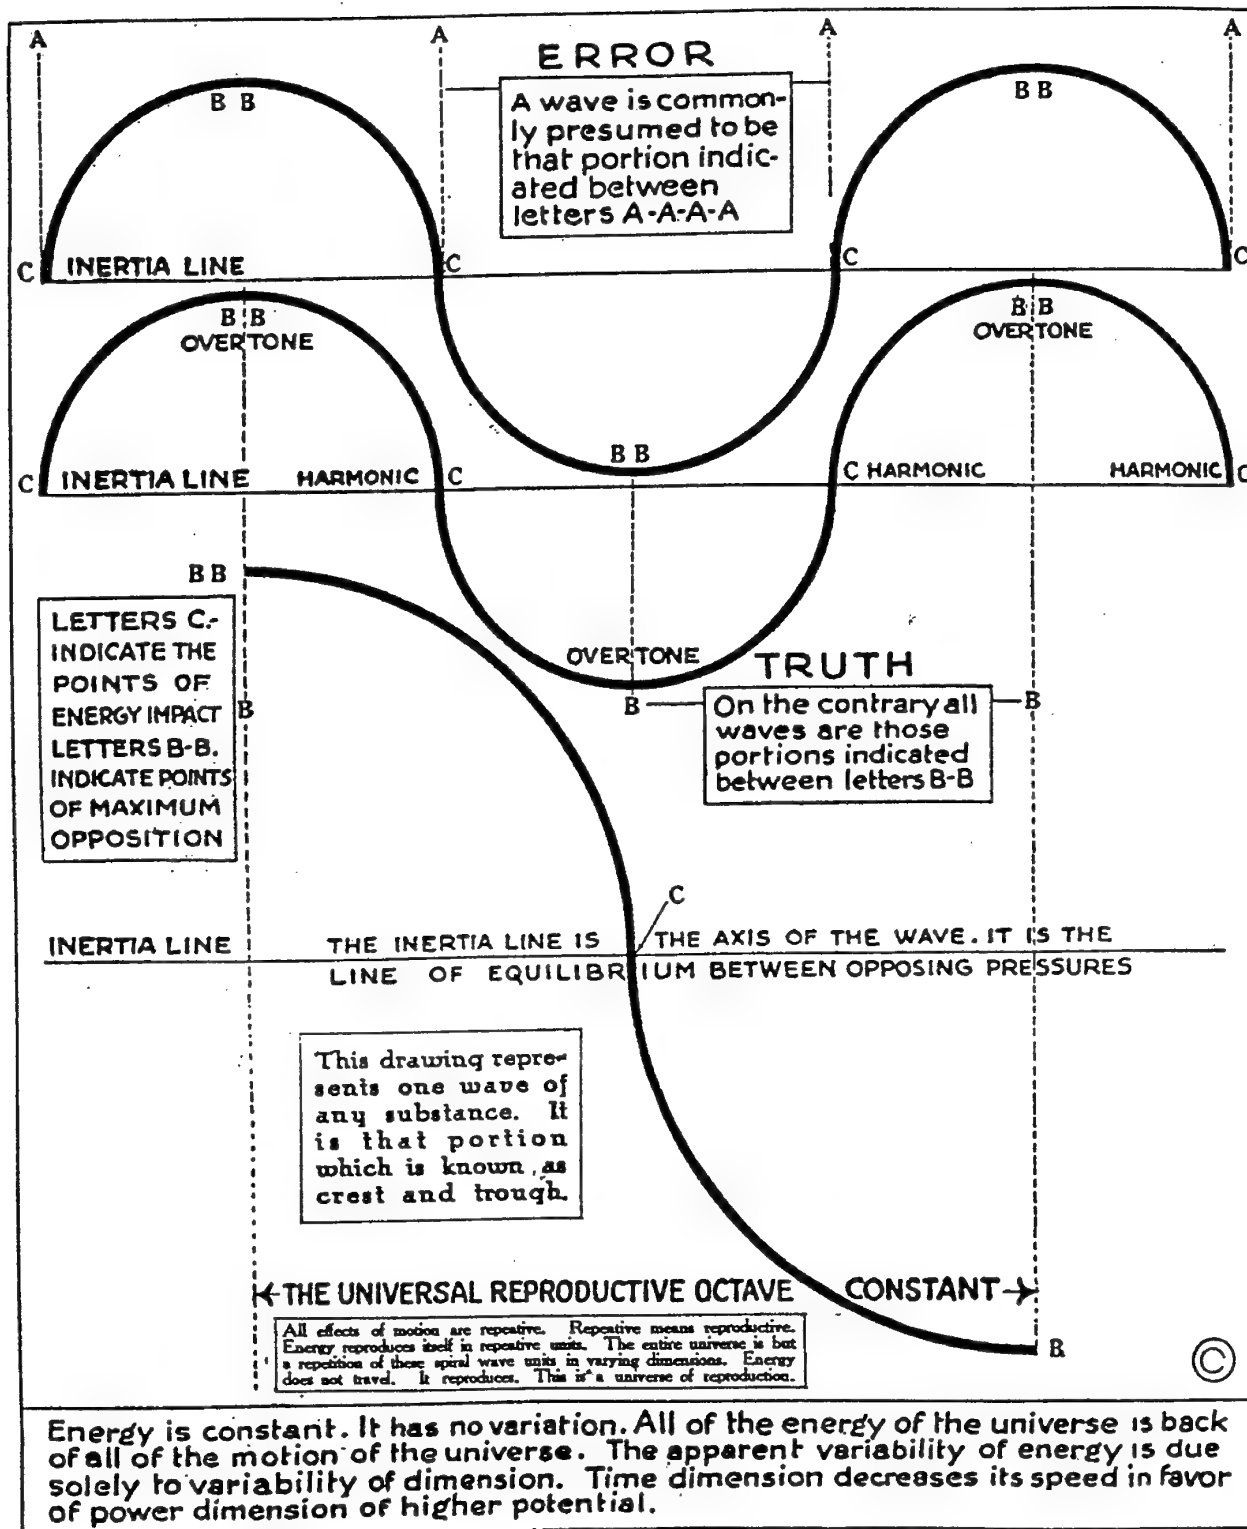 A A A A
ERROR
B B
B B
A wave is common-
ly presumed to be
that portion indic-
ated between
letters A-A-A-A
C INERTIA LINE C C C
B B
OVERTONE
B B
OVERTONE
B B
C INERTIA LINE HARMONIC C C HARMONIC HARMONIC C
B B
LETTERS C.-
INDICATE THE
POINTS OF
ENERGY IMPACT
LETTERS B-B.
INDICATE POINTS
OF MAXIMUM
OPPOSITION
B
OVERTONE
TRUTH
B B
On the contrary all
waves are those
portions indicated
between letters B-B
C
INERTIA LINE THE INERTIA LINE IS THE AXIS OF THE WAVE. IT IS THE
LINE OF EQUILIBRIUM BETWEEN OPPOSING PRESSURES
This drawing repre-
sents one wave of
any substance. It
is that portion
which is known as
crest and trough.
THE UNIVERSAL REPRODUCTIVE OCTAVE CONSTANT
All effects of motion are repeative. Repeative means reproductive.
Energy reproduces itself in repeative units. The entire universe is but
a repetition of these spiral wave units in varying dimensions. Energy
does not travel. It reproduces. This is a universe of reproduction.
B
©
Energy is constant. It has no variation. All of the energy of the universe is back
of all of the motion of the universe. The apparent variability of energy is due
solely to variability of dimension. Time dimension decreases its speed in favor
of power dimension of higher potential.